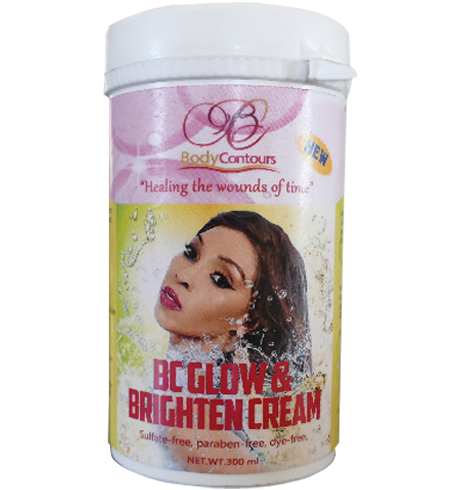 BC
BodyContours
NEW
"Healing the wounds of time"
BC GLOW &
BRIGHTEN CREAM
Sulfate-free, paraben-free, dye-free.
NET.WT.300 ml